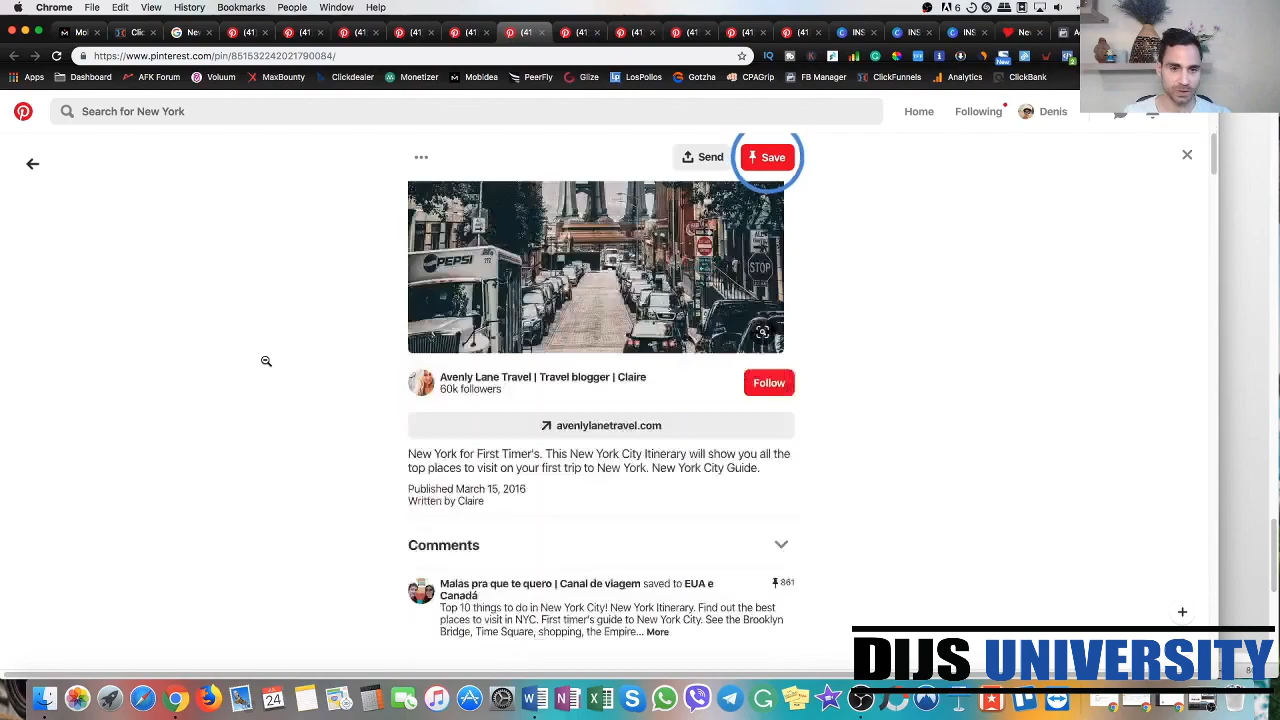 Chrome File Edit View History Bookmarks People Window Help
https://www.pinterest.com/pin/851532242021790084/
Apps Dashboard AFK Forum Voluum MaxBounty Clickdealer Monetizer Mobidea PeerFly Glize LosPollos Gotzha CPAGrip FB Manager ClickFunnels Analytics ClickBank
Search for New York
Home Following Denis
Send Save
PEPSI
STOP
Avenly Lane Travel | Travel blogger | Claire
60k followers
Follow
avenlylanetravel.com
New York for First Timer's. This New York City Itinerary will show you all the
top places to visit on your first trip to New York. New York City Guide.
Published March 15, 2016
Written by Claire
Comments
Malas pra que te quero | Canal de viagem saved to EUA e
Canadá
861
Top 10 things to do in New York City! New York Itinerary. Find out the best
places to visit in NYC. First timer's guide to New York City. See the Brooklyn
Bridge, Time Square, shopping, the Empire... More
DIJS UNIVERSITY